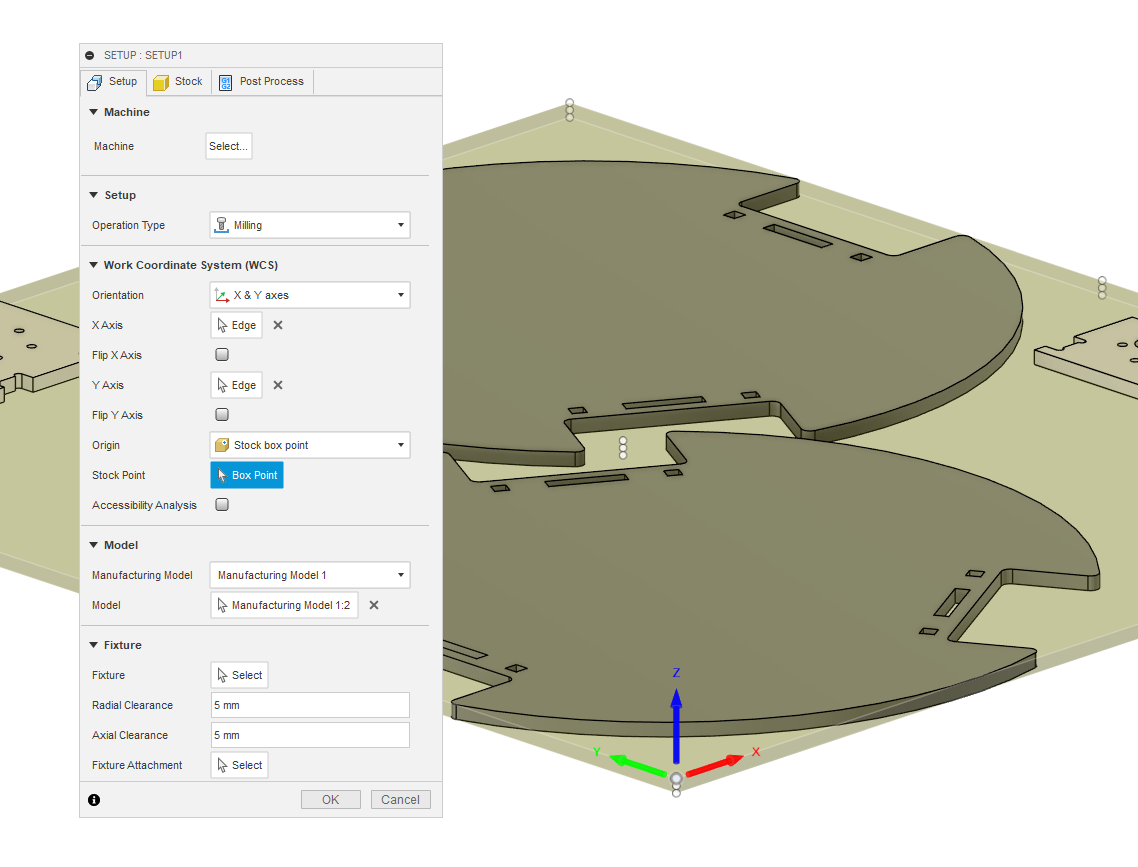 SETUP : SETUP1
Setup Stock G1 G2 Post Process
Machine
Machine Select...
Setup
Operation Type Milling
Work Coordinate System (WCS)
Orientation X & Y axes
X Axis Edge
Flip X Axis
Y Axis Edge
Flip Y Axis
Origin Stock box point
Stock Point Box Point
Accessibility Analysis
Model
Manufacturing Model Manufacturing Model 1
Model Manufacturing Model 1:2
Fixture
Fixture Select
Radial Clearance 5 mm
Axial Clearance 5 mm
Fixture Attachment Select
OK Cancel
Z
Y X